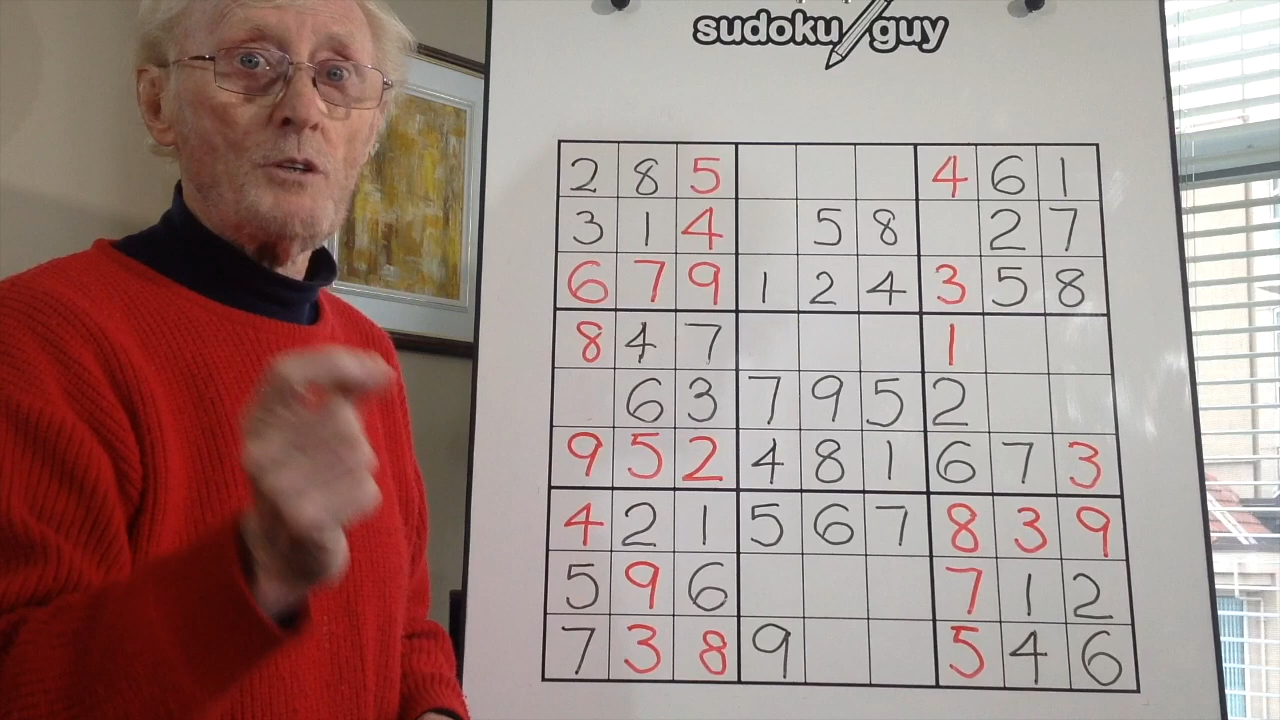 sudoku guy
2 8 5 4 6 1
3 1 4 5 8 2 7
6 7 9 1 2 4 3 5 8
8 4 7 1
6 3 7 9 5 2
9 5 2 4 8 1 6 7 3
4 2 1 5 6 7 8 3 9
5 9 6 7 1 2
7 3 8 9 5 4 6